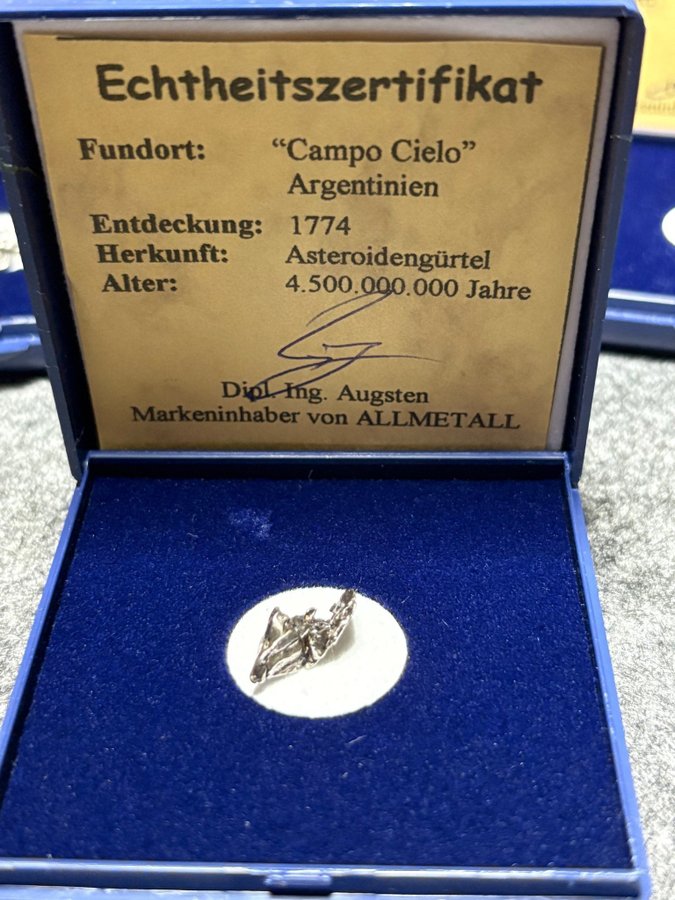 Echtheitszertifikat
Fundort: “Campo Cielo”
Argentinien
Entdeckung: 1774
Herkunft: Asteroidengürtel
Alter: 4.500.000.000 Jahre
Dipl. Ing. Augsten
Markeninhaber von ALLMETALL